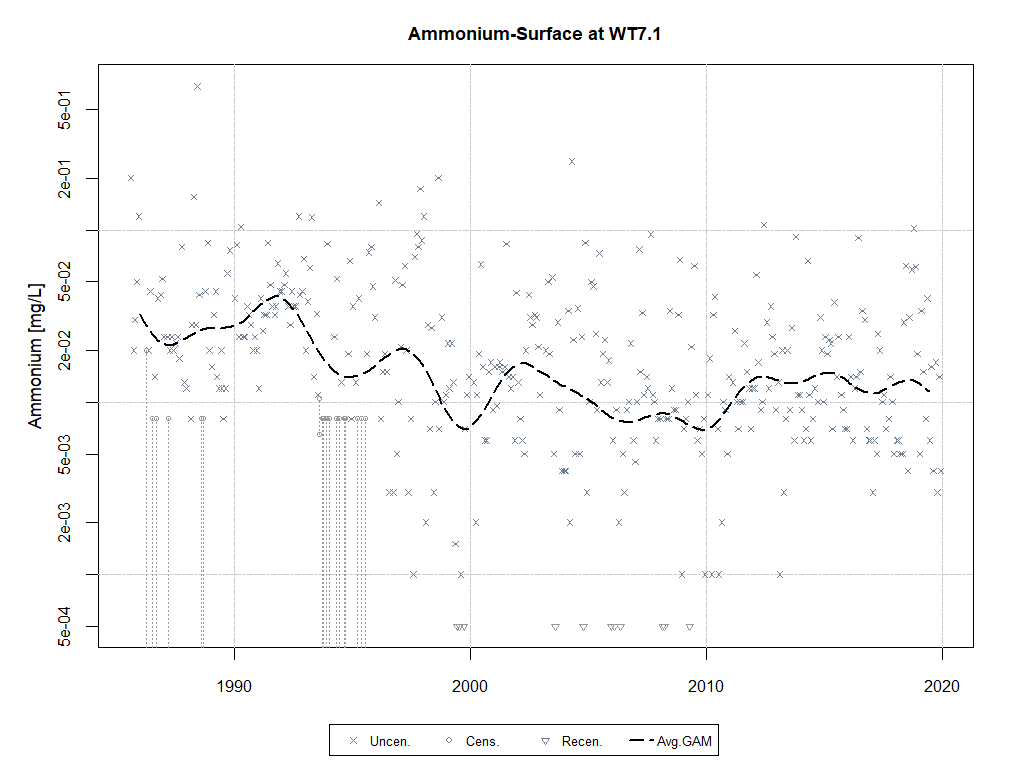 Ammonium-Surface at WT7.1
Ammonium [mg/L]
5e-01
2e-01
5e-02
2e-02
5e-03
2e-03
5e-04
1990 2000 2010 2020
Uncen. Cens. Recen. Avg.GAM